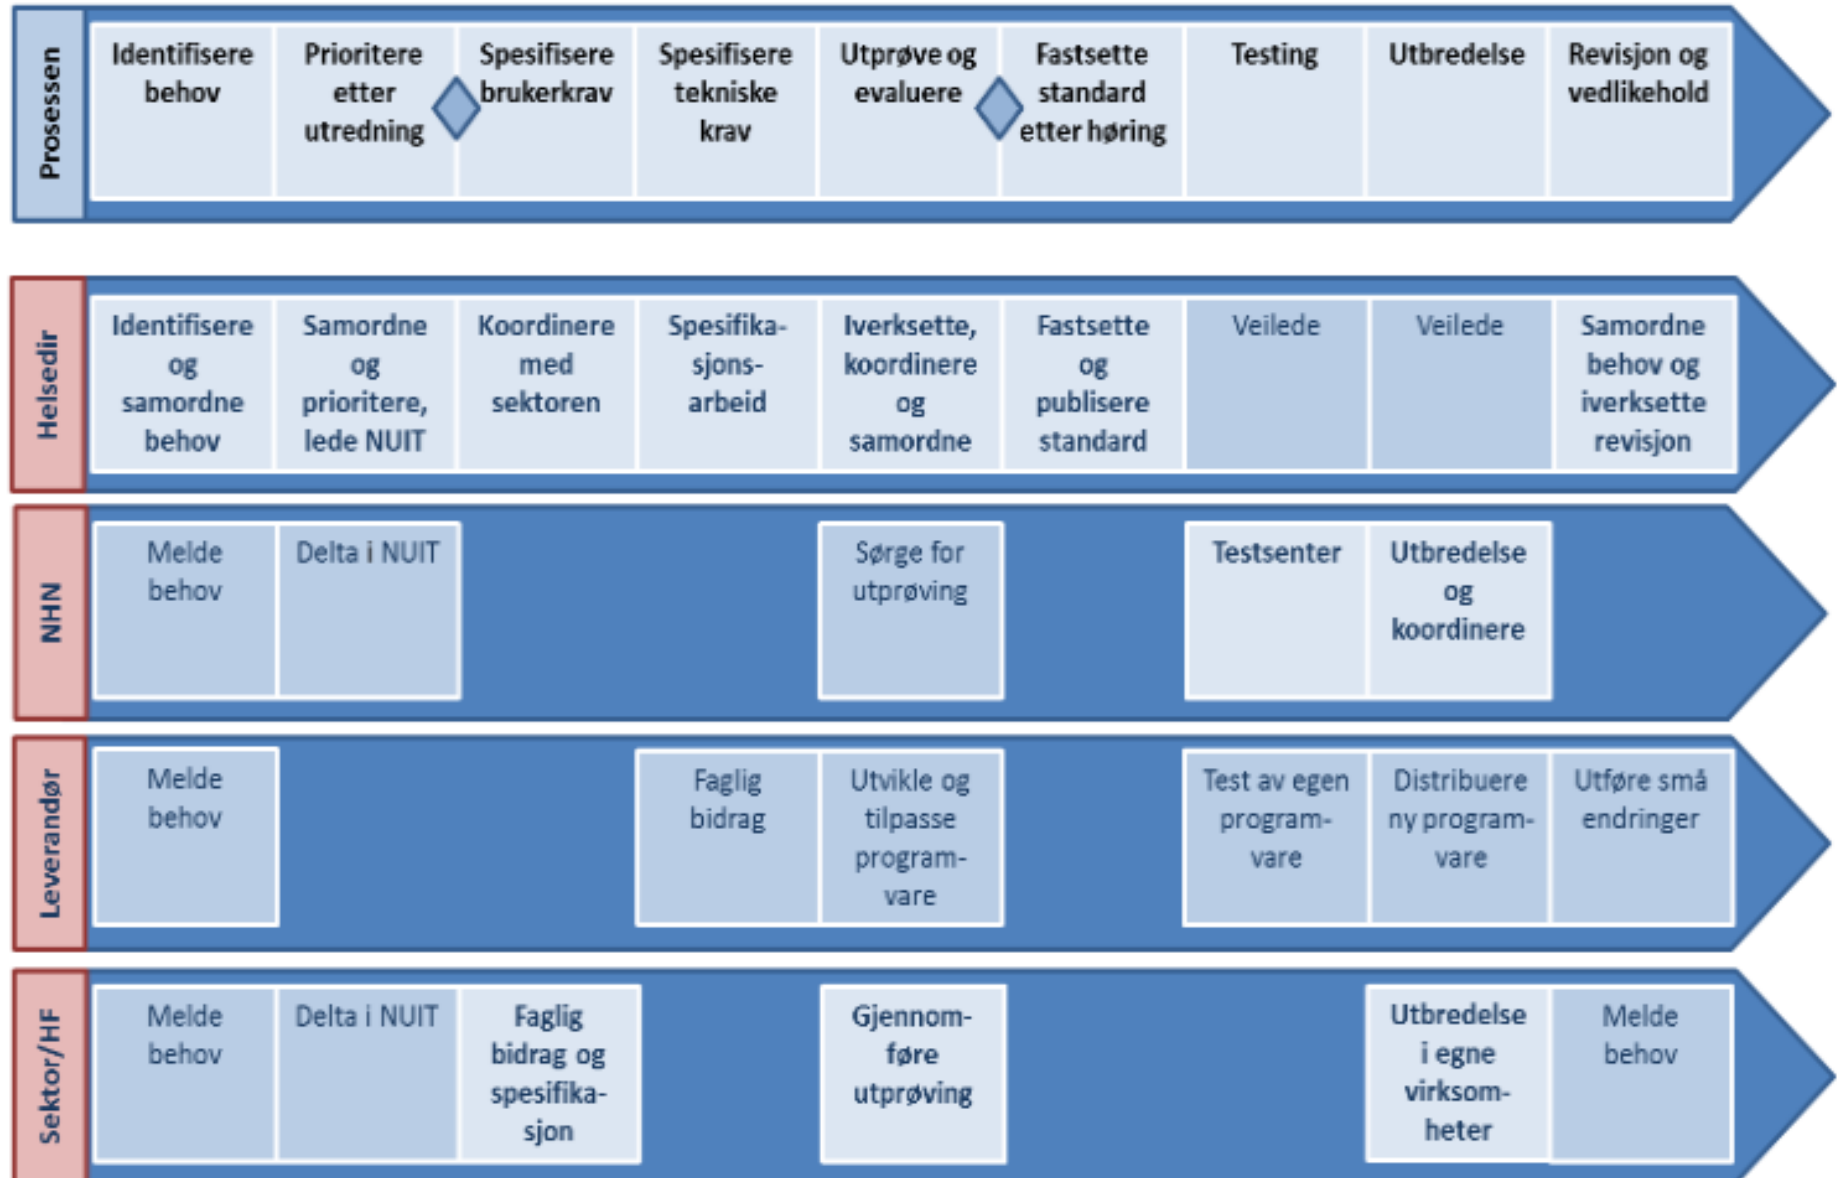 Prosessen
Identifisere
behov
Prioritere
etter
utredning
Spesifisere
brukerkrav
Spesifisere
tekniske
krav
Utprøve og
evaluere
Fastsette
standard
etter høring
Testing
Utbredelse
Revisjon og
vedlikehold
Helsedir
Identifisere
og
samordne
behov
Samordne
og
prioritere,
lede NUIT
Koordinere
med
sektoren
Spesifika-
sjons-
arbeid
Iverksette,
koordinere
og
samordne
Fastsette
og
publisere
standard
Veilede
Veilede
Samordne
behov og
iverksette
revisjon
NHN
Melde
behov
Delta i NUIT
Sørge for
utprøving
Testsenter
Utbredelse
og
koordinere
Leverandør
Melde
behov
Faglig
bidrag
Utvikle og
tilpasse
program-
vare
Test av egen
program-
vare
Distribuere
ny program-
vare
Utføre små
endringer
Sektor/HF
Melde
behov
Delta i NUIT
Faglig
bidrag og
spesifika-
sjon
Gjennom-
føre
utprøving
Utbredelse
i egne
virksom-
heter
Melde
behov